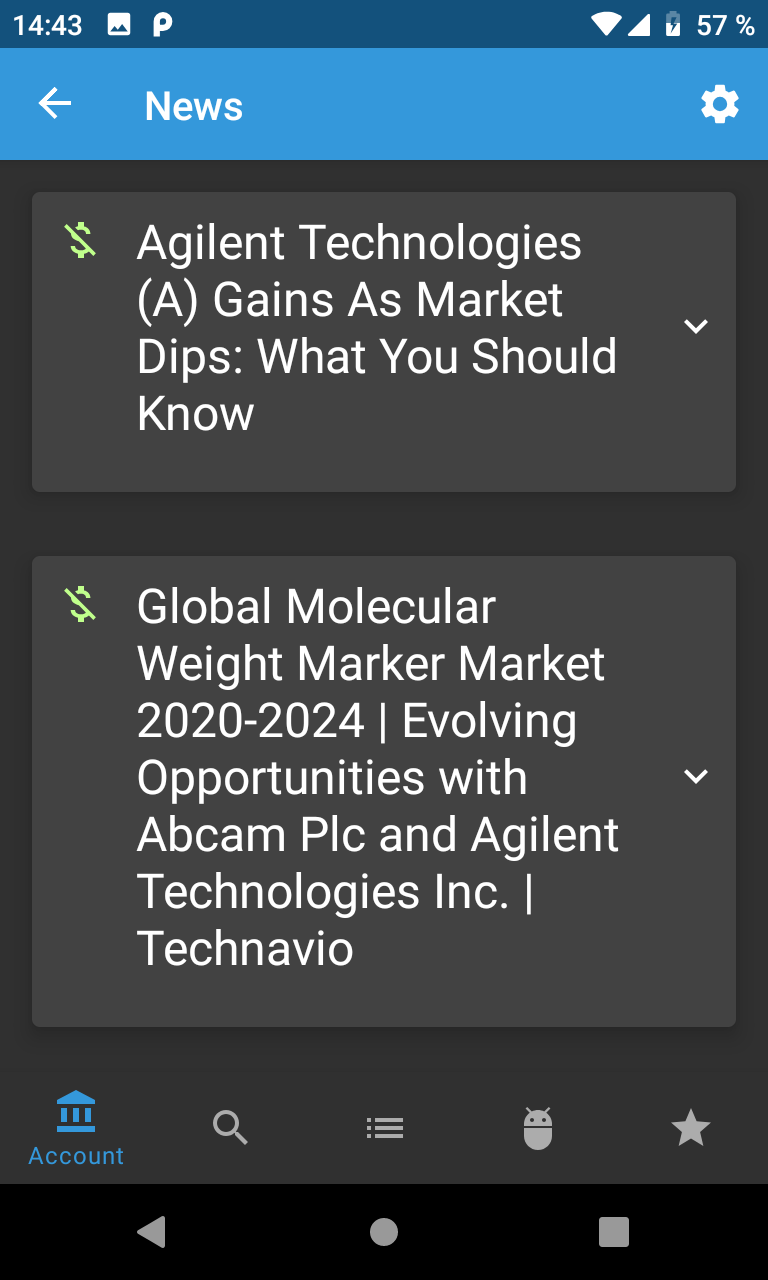 14:43
57 %
News
Agilent Technologies
(A) Gains As Market
Dips: What You Should
Know
Global Molecular
Weight Marker Market
2020-2024 | Evolving
Opportunities with
Abcam Plc and Agilent
Technologies Inc. |
Technavio
Account